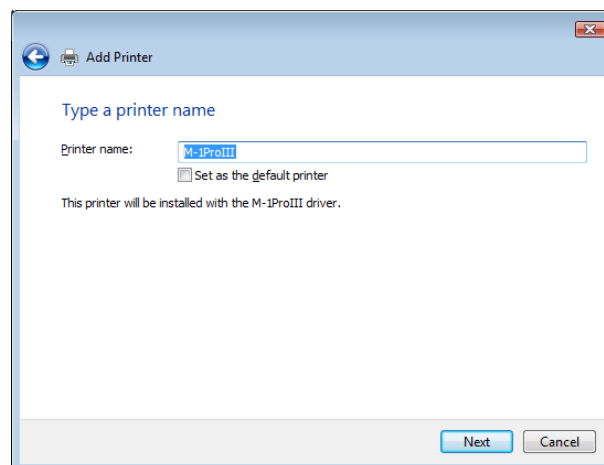 Add Printer
Type a printer name
Printer name:
M-1ProIII
Set as the default printer
This printer will be installed with the M-1ProIII driver.
Next
Cancel